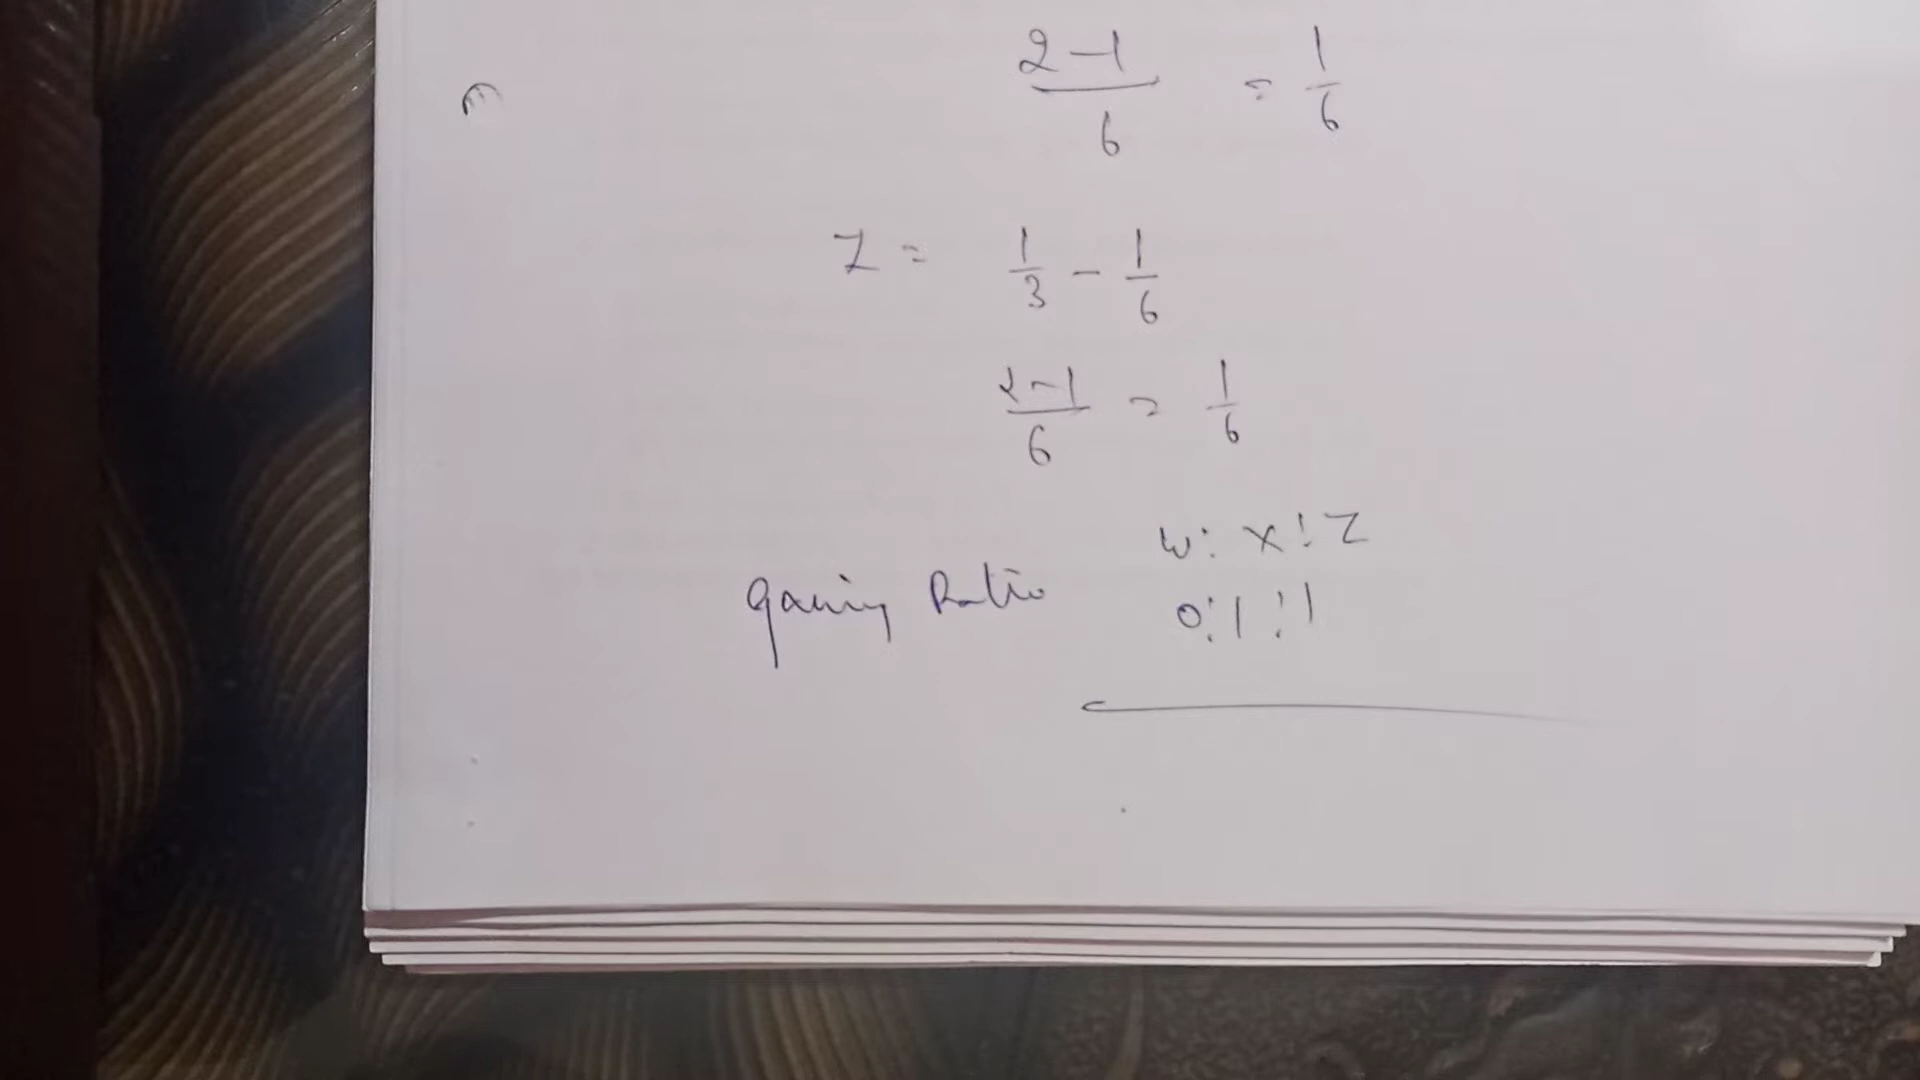 2-1/6 = 1/6
Z = 1/3 - 1/6
2-1/6 = 1/6
W : X : Z
gaining Ratio 0 : 1 : 1